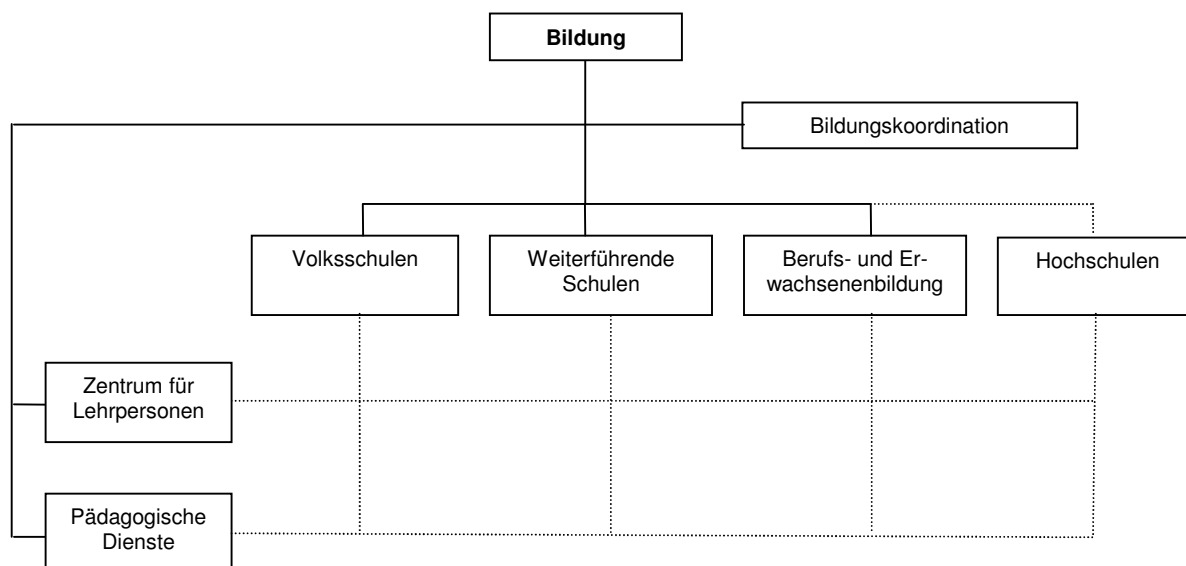 Bildung
Bildungskoordination
Volksschulen
Weiterführende
Schulen
Berufs- und Er-
wachsenenbildung
Hochschulen
Zentrum für
Lehrpersonen
Pädagogische
Dienste